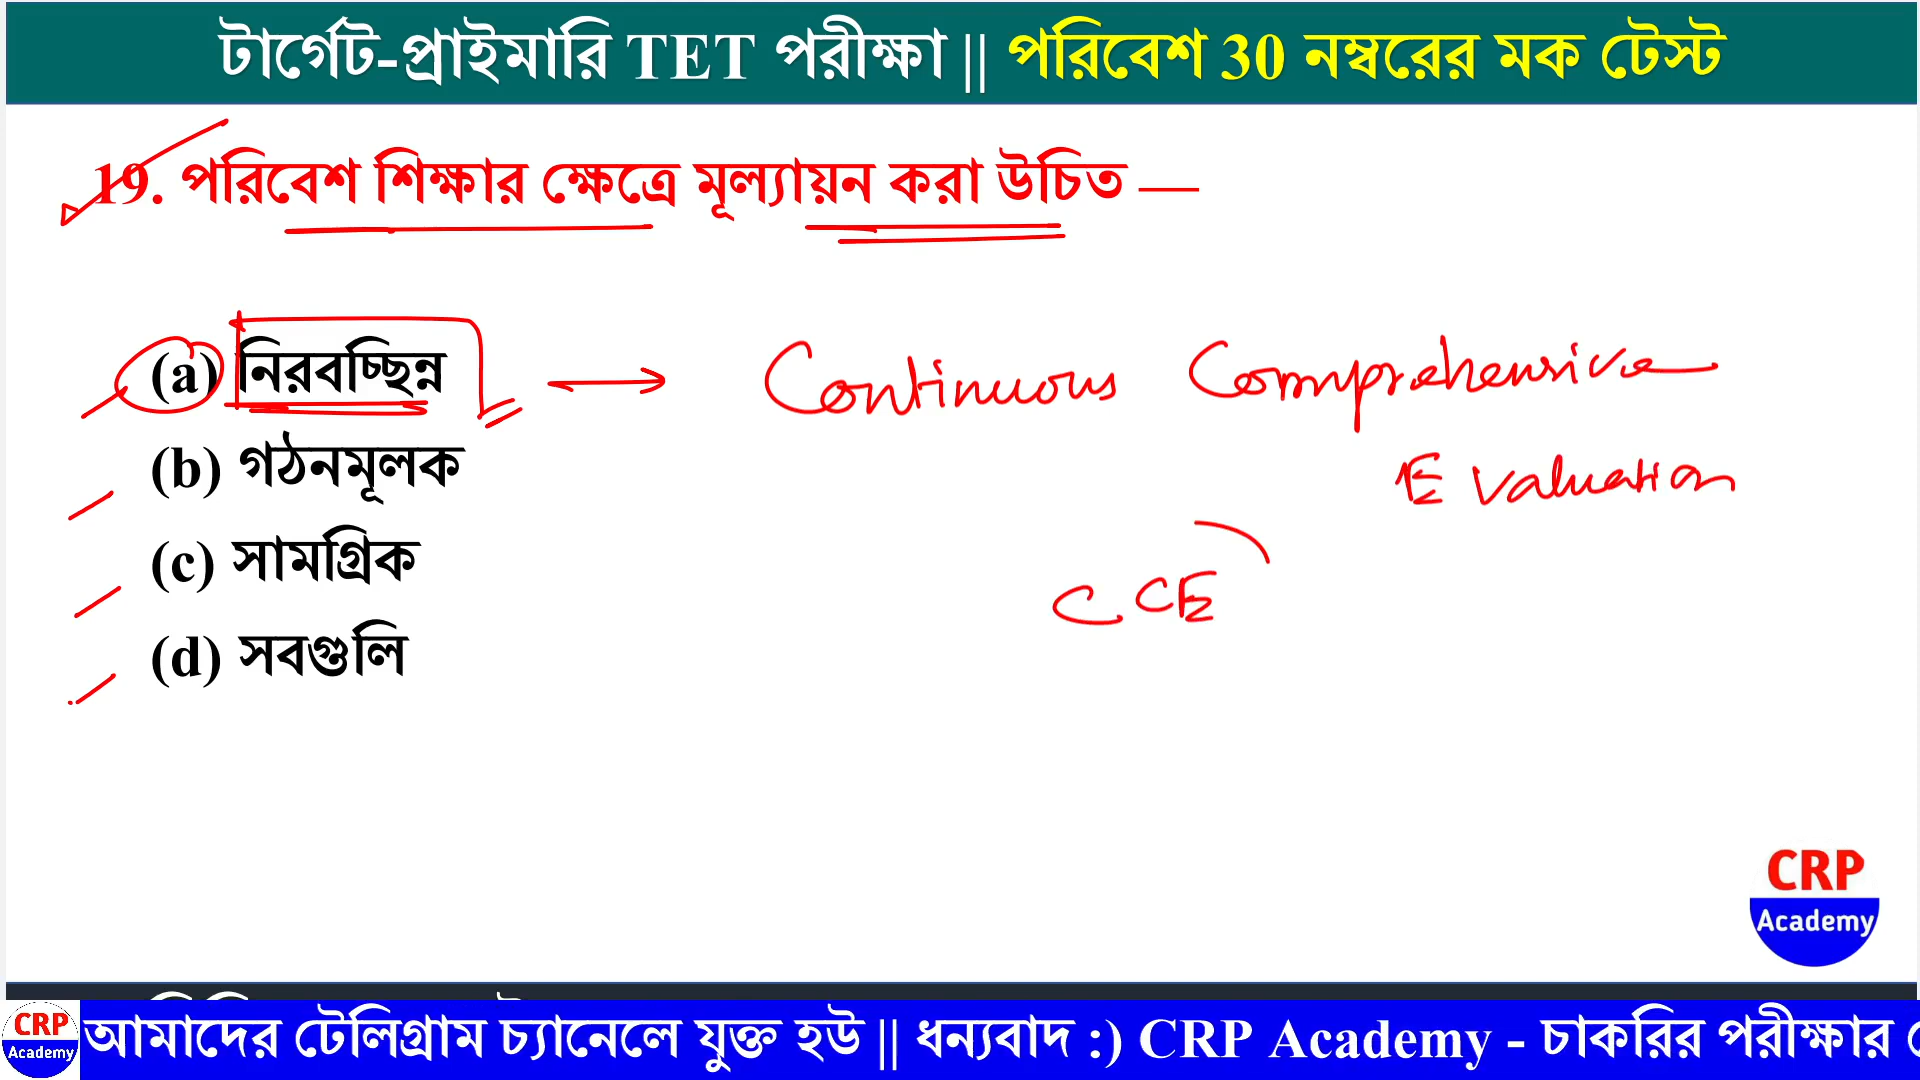 টার্গেট-প্রাইমারি TET পরীক্ষা || পরিবেশ 30 নম্বরের মক টেস্ট
19. পরিবেশ শিক্ষার ক্ষেত্রে মূল্যায়ন করা উচিত —
(a) নিরবচ্ছিন্ন → Continuous Comprehensive
Evaluation
(b) গঠনমূলক
(c) সামগ্রিক
CCE
(d) সবগুলি
CRP
Academy
CRP
Academy
আমাদের টেলিগ্রাম চ্যানেলে যুক্ত হউ || ধন্যবাদ :) CRP Academy - চাকরির পরীক্ষার